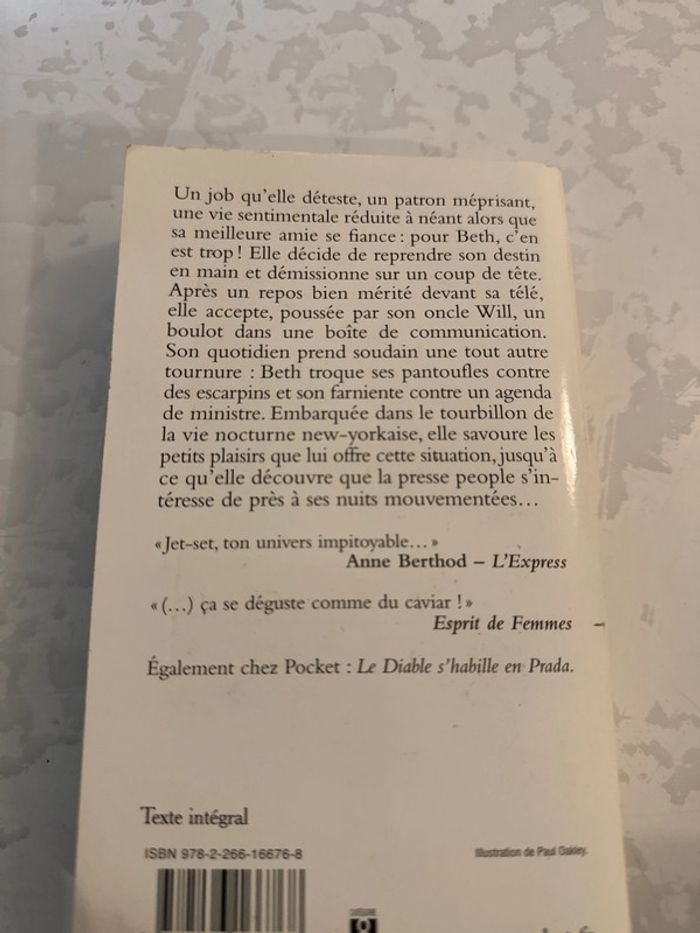 Un job qu'elle déteste, un patron méprisant,
une vie sentimentale réduite à néant alors que
sa meilleure amie se fiance : pour Beth, c'en
est trop ! Elle décide de reprendre son destin
en main et démissionne sur un coup de tête.
Après un repos bien mérité devant sa télé,
elle accepte, poussée par son oncle Will, un
boulot dans une boîte de communication.
Son quotidien prend soudain une tout autre
tournure : Beth troque ses pantoufles contre
des escarpins et son farniente contre un agenda
de ministre. Embarquée dans le tourbillon de
la vie nocturne new-yorkaise, elle savoure les
petits plaisirs que lui offre cette situation, jusqu'à
ce qu'elle découvre que la presse people s'in-
téresse de près à ses nuits mouvementées…
« Jet-set, ton univers impitoyable… »
Anne Berthod – L'Express
« (…) ça se déguste comme du caviar ! »
Esprit de Femmes
Également chez Pocket : Le Diable s'habille en Prada.
Texte intégral
ISBN 978-2-266-16676-8
Illustration de Paul Oakley.